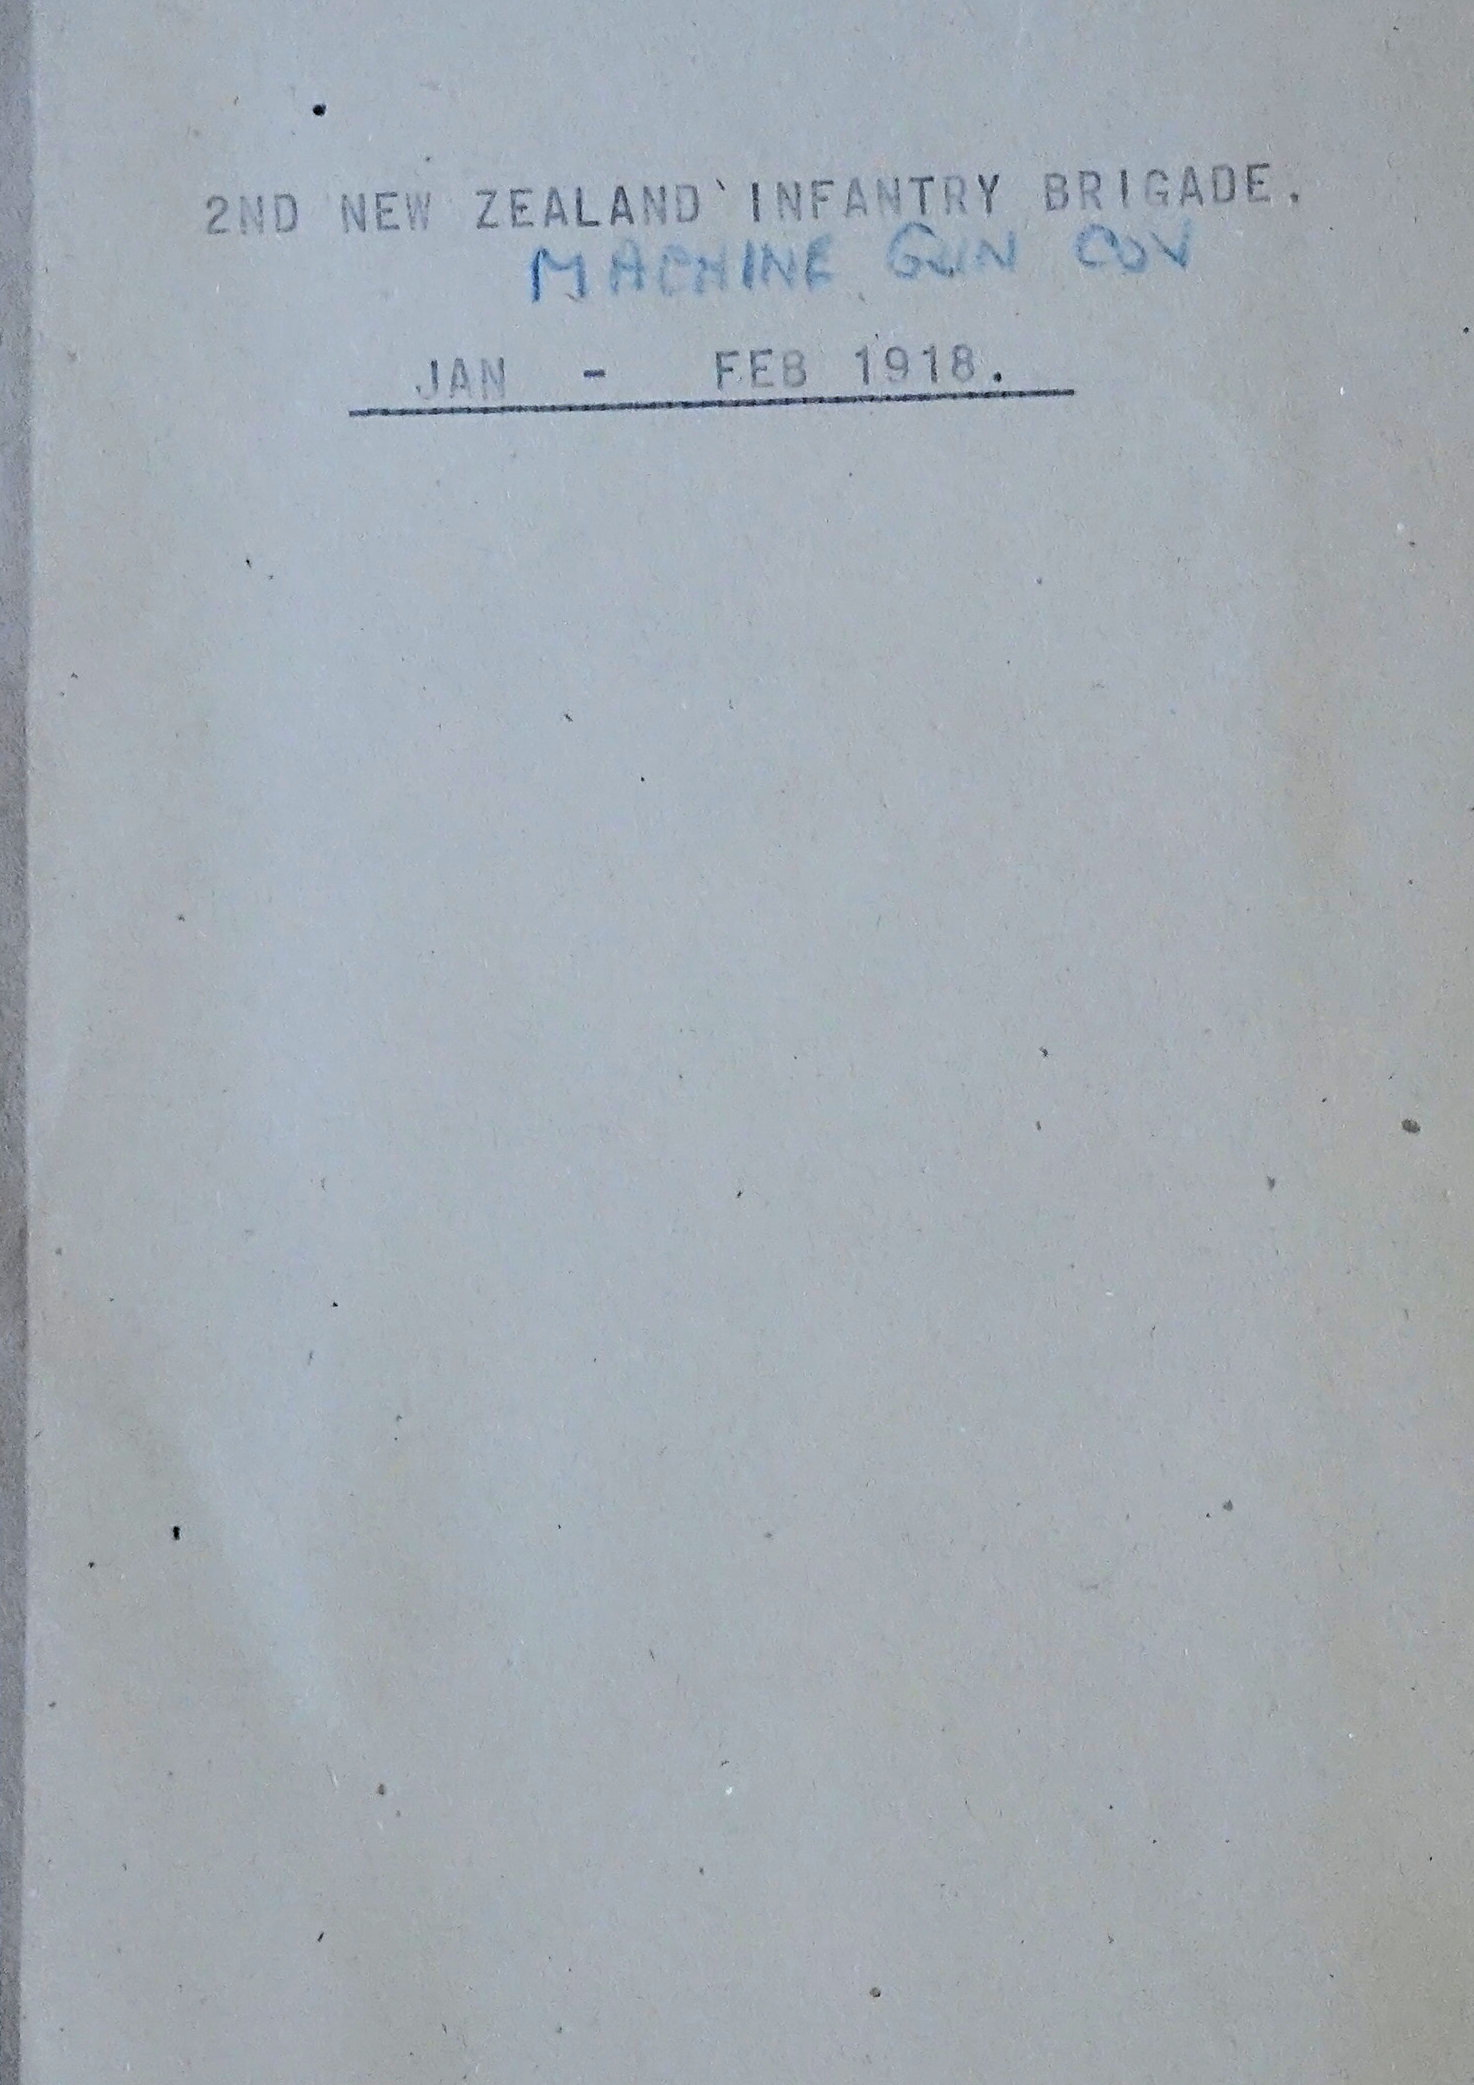 2ND NEW ZEALAND INFANTRY BRIGADE.
MACHINE GUN COY
JAN - FEB 1918.